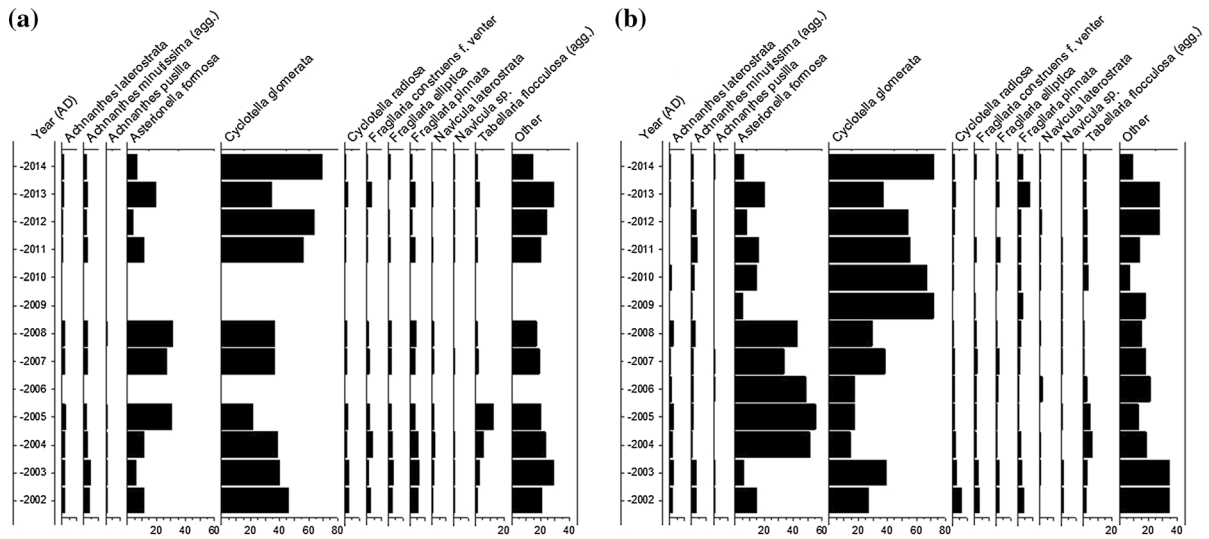 (a)
Year (AD)
Achnanthes laterostrata
Achnanthes minutissima (agg.)
Achnanthes pusilla
Asterionella formosa
Cyclotella glomerata
Cyclotella radiosa
Fragilaria construens f. venter
Fragilaria elliptica
Fragilaria pinnata
Navicula laterostrata
Navicula sp.
Tabellaria flocculosa (agg.)
Other
2014
2013
2012
2011
2010
2009
2008
2007
2006
2005
2004
2003
2002
20 40 60 20 40 60 80 20 20 40
(b)
Year (AD)
Achnanthes laterostrata
Achnanthes minutissima (agg.)
Achnanthes pusilla
Asterionella formosa
Cyclotella glomerata
Cyclotella radiosa
Fragilaria construens f. venter
Fragilaria elliptica
Fragilaria pinnata
Navicula laterostrata
Navicula sp.
Tabellaria flocculosa (agg.)
Other
2014
2013
2012
2011
2010
2009
2008
2007
2006
2005
2004
2003
2002
20 40 60 20 40 60 80 20 20 40